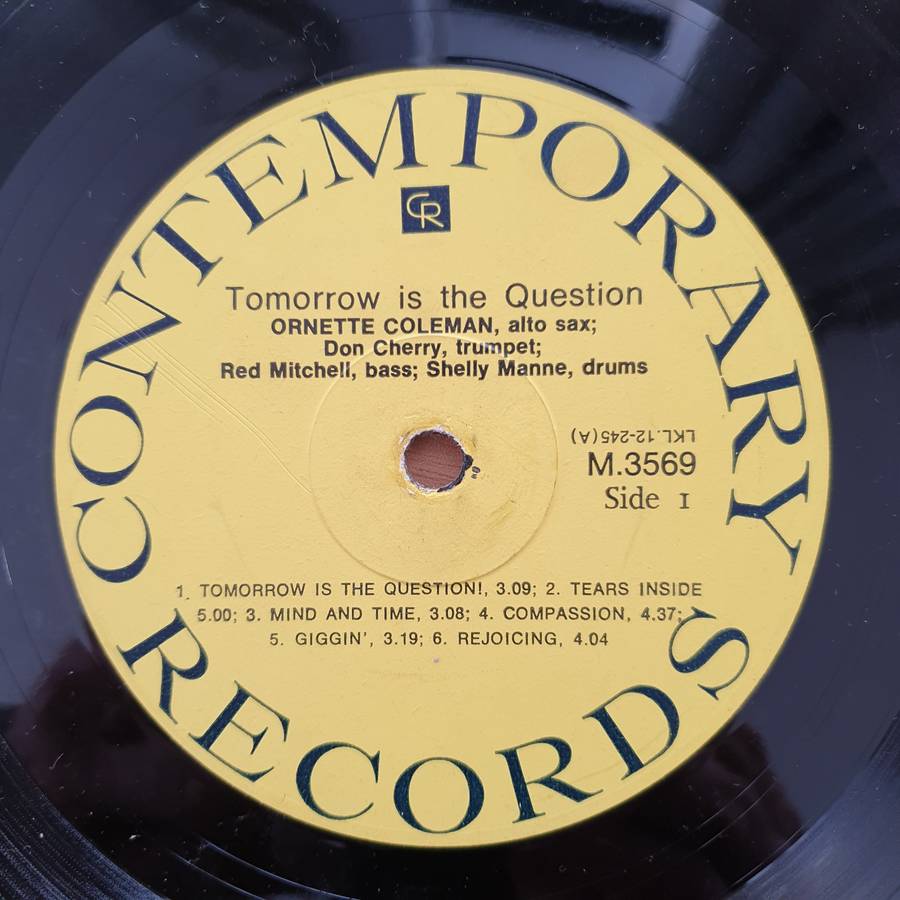 CONTEMPORARY
CR
Tomorrow is the Question
ORNETTE COLEMAN, alto sax;
Don Cherry, trumpet;
Red Mitchell, bass; Shelly Manne, drums
LKL.12-245(A)
M.3569
Side 1
1. TOMORROW IS THE QUESTION!, 3.09; 2. TEARS INSIDE
5.00; 3. MIND AND TIME, 3.08; 4. COMPASSION, 4.37;
5. GIGGIN', 3.19; 6. REJOICING, 4.04
RECORDS